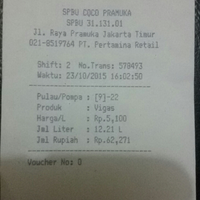 SPBU COCO PRAMUKA
SPBU 31.131.01
Jl. Raya Pramuka Jakarta Timur
021-8519764 PT. Pertamina Retail
Shift: 2 No.Trans: 578493
Waktu: 23/10/2015 16:02:50
Pulau/Pompa : [?]-22
Produk : Vigas
Harga/L : Rp.5,100
Jml Liter : 12.21 L
Jml Rupiah : Rp.62,271
Voucher No: 0